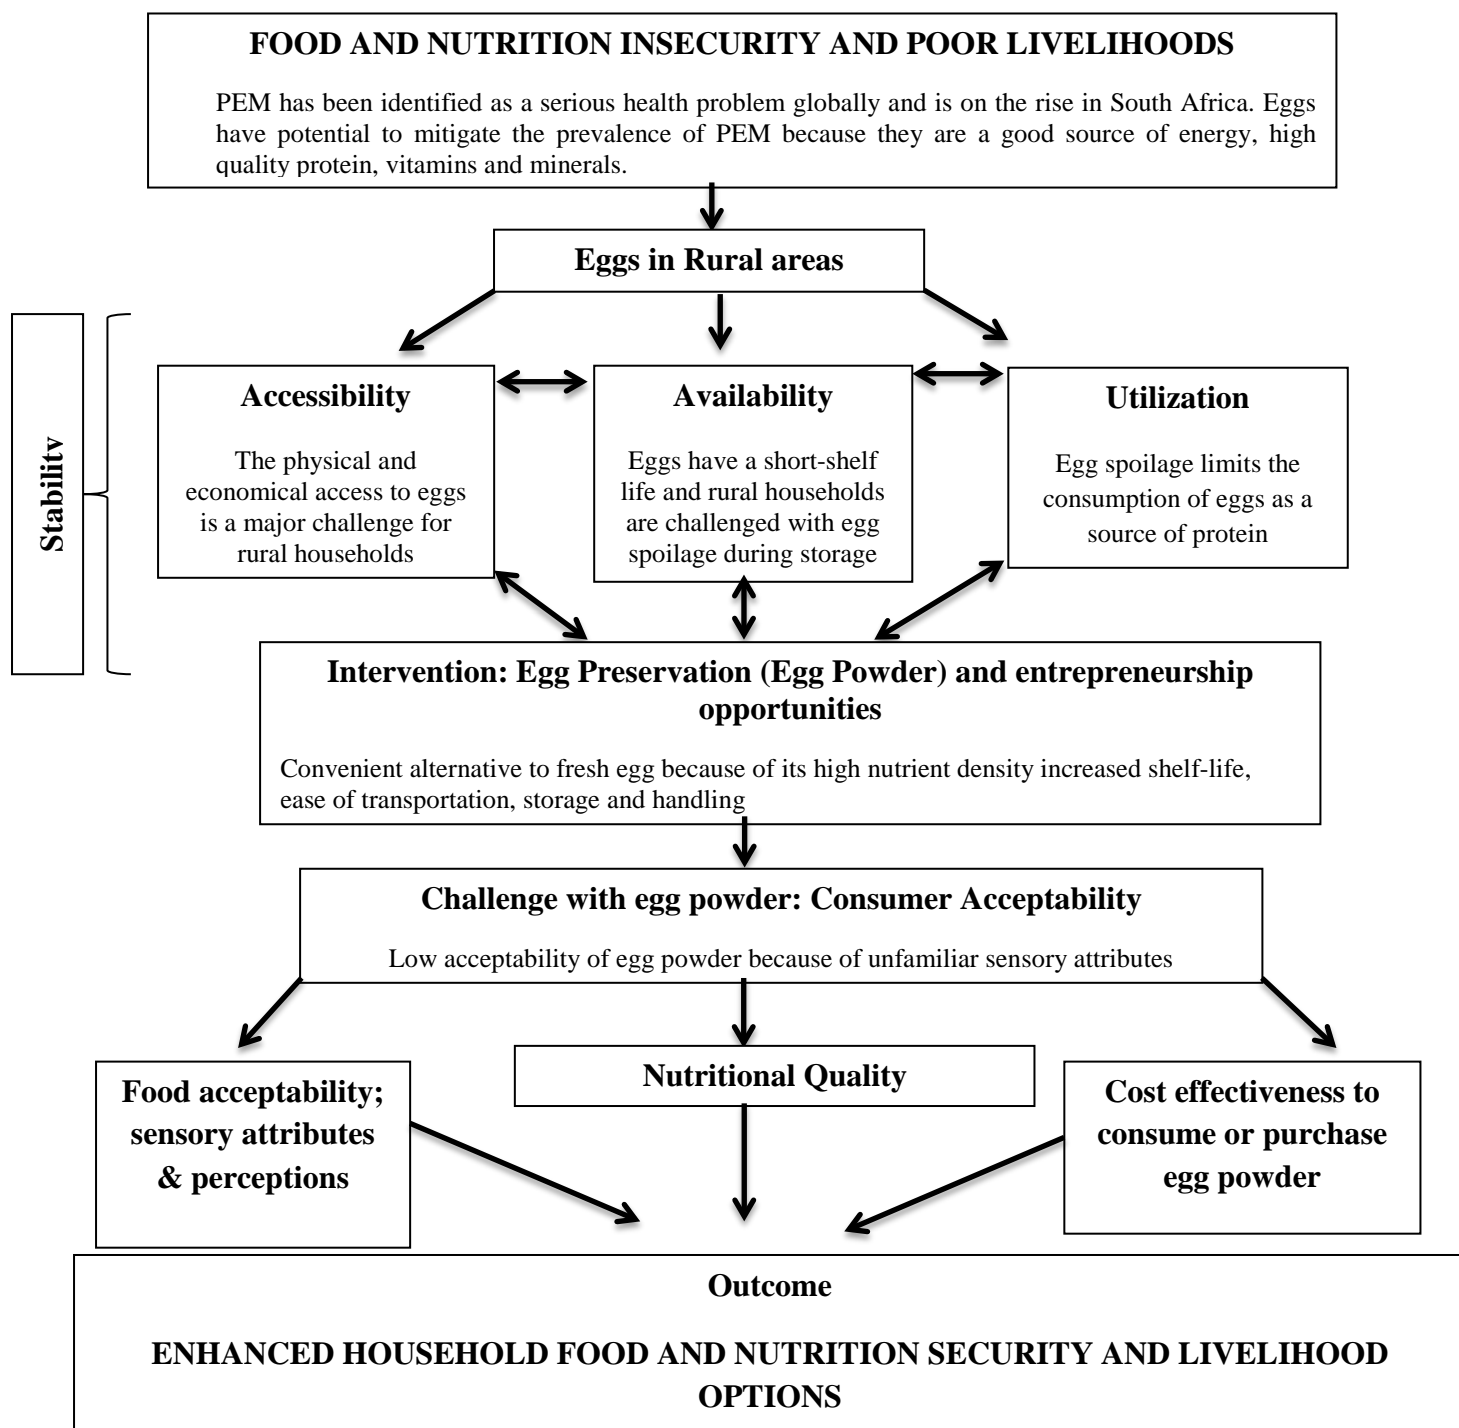 FOOD AND NUTRITION INSECURITY AND POOR LIVELIHOODS
PEM has been identified as a serious health problem globally and is on the rise in South Africa. Eggs
have potential to mitigate the prevalence of PEM because they are a good source of energy, high
quality protein, vitamins and minerals.
Eggs in Rural areas
Stability
Accessibility
The physical and
economical access to eggs
is a major challenge for
rural households
Availability
Eggs have a short-shelf
life and rural households
are challenged with egg
spoilage during storage
Utilization
Egg spoilage limits the
consumption of eggs as a
source of protein
Intervention: Egg Preservation (Egg Powder) and entrepreneurship
opportunities
Convenient alternative to fresh egg because of its high nutrient density increased shelf-life,
ease of transportation, storage and handling
Challenge with egg powder: Consumer Acceptability
Low acceptability of egg powder because of unfamiliar sensory attributes
Food acceptability;
sensory attributes
& perceptions
Nutritional Quality
Cost effectiveness to
consume or purchase
egg powder
Outcome
ENHANCED HOUSEHOLD FOOD AND NUTRITION SECURITY AND LIVELIHOOD
OPTIONS